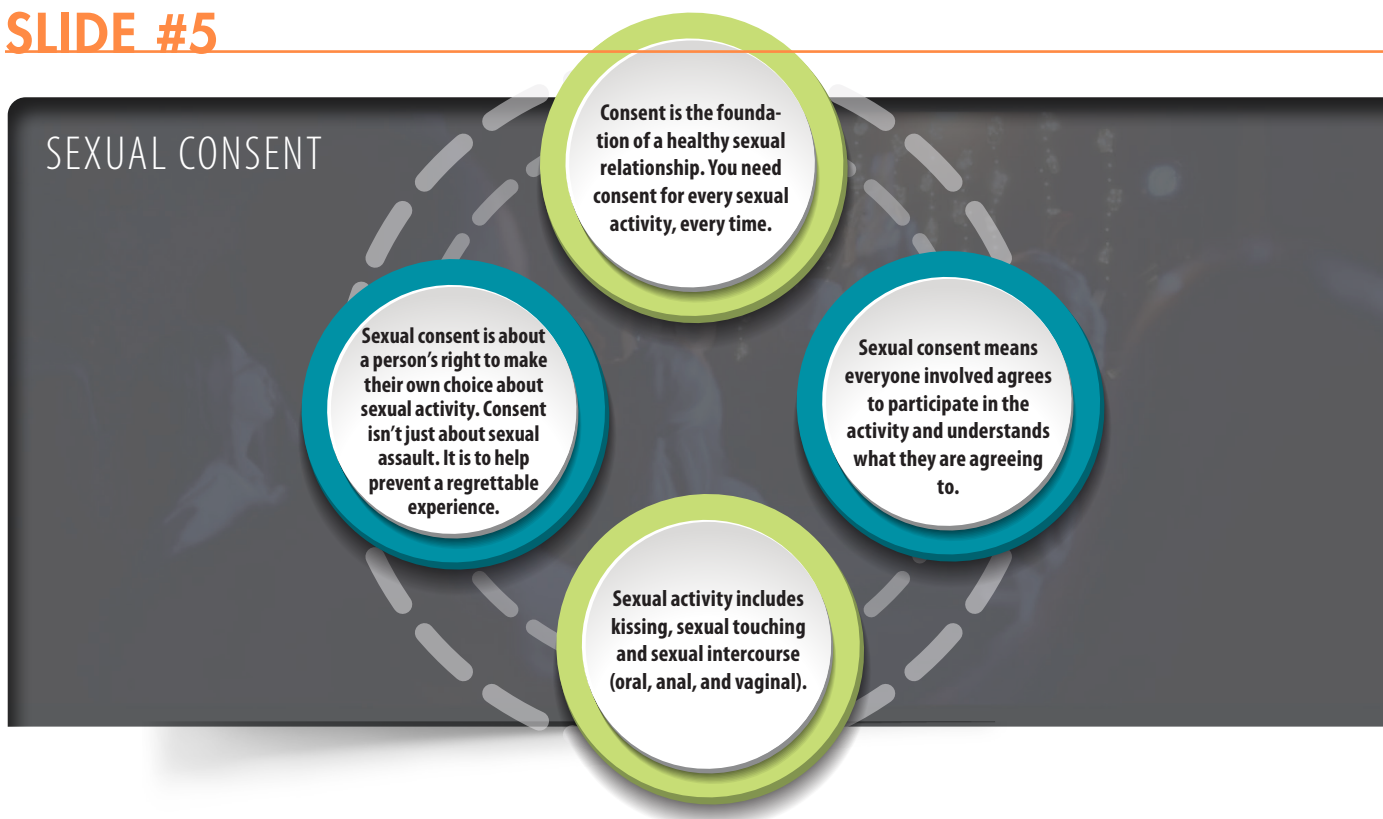 SLIDE #5
SEXUAL CONSENT
Consent is the founda-
tion of a healthy sexual
relationship. You need
consent for every sexual
activity, every time.
Sexual consent is about
a person’s right to make
their own choice about
sexual activity. Consent
isn’t just about sexual
assault. It is to help
prevent a regrettable
experience.
Sexual consent means
everyone involved agrees
to participate in the
activity and understands
what they are agreeing
to.
Sexual activity includes
kissing, sexual touching
and sexual intercourse
(oral, anal, and vaginal).